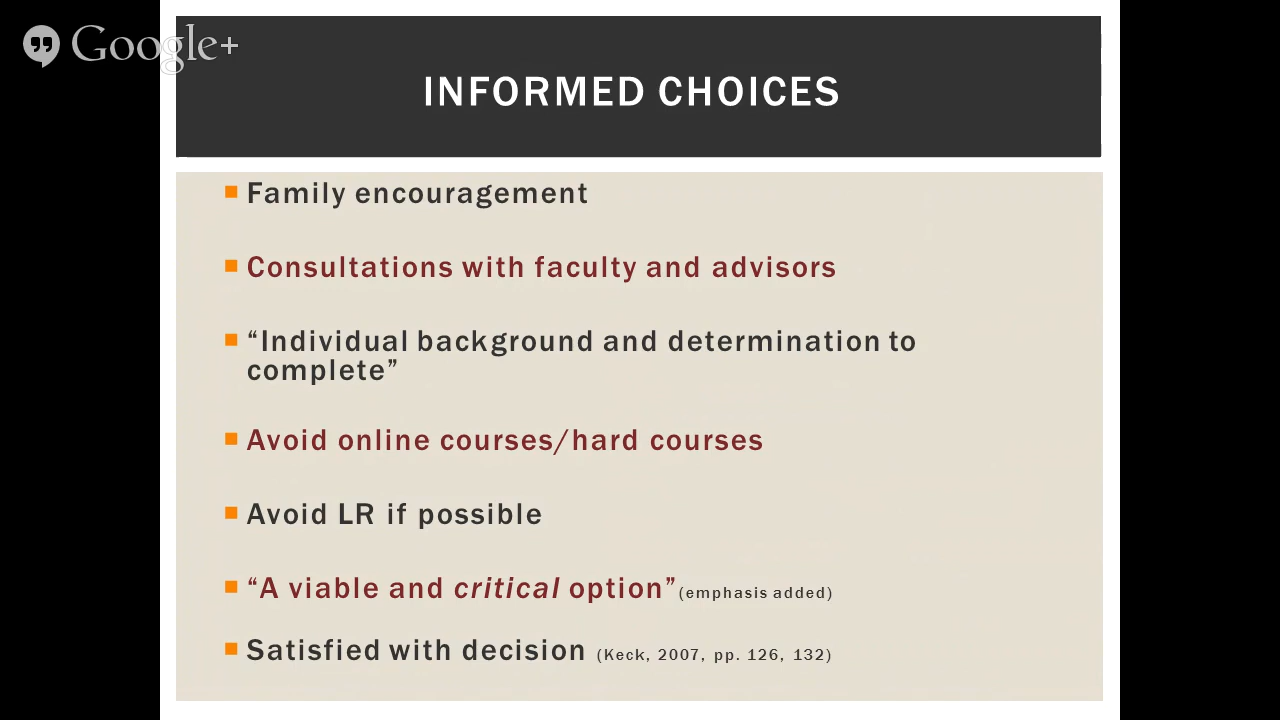 Google+
INFORMED CHOICES
Family encouragement
Consultations with faculty and advisors
“Individual background and determination to
complete”
Avoid online courses/hard courses
Avoid LR if possible
“A viable and critical option”(emphasis added)
Satisfied with decision (Keck, 2007, pp. 126, 132)